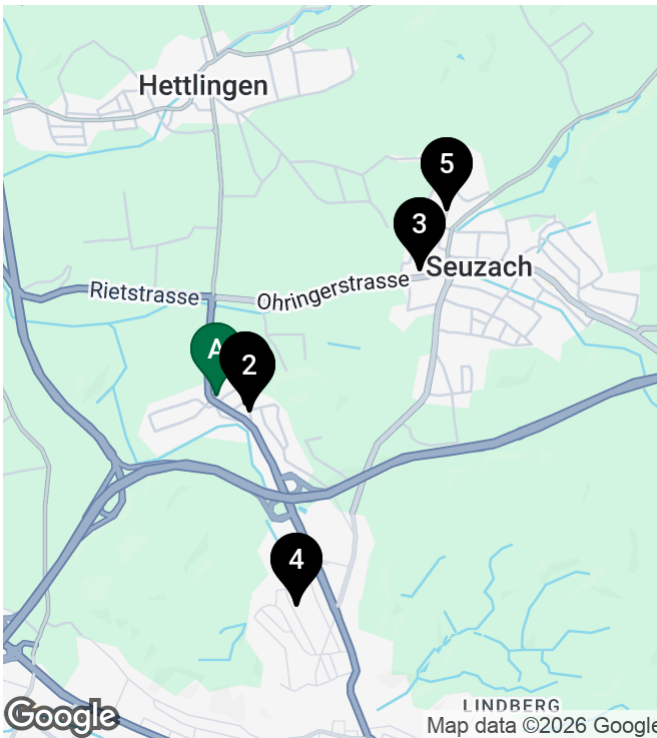 Hettlingen
5
3
Seuzach
Rietstrasse
Ohringerstrasse
A
2
4
LINDBERG
Google
Map data ©2026 Google